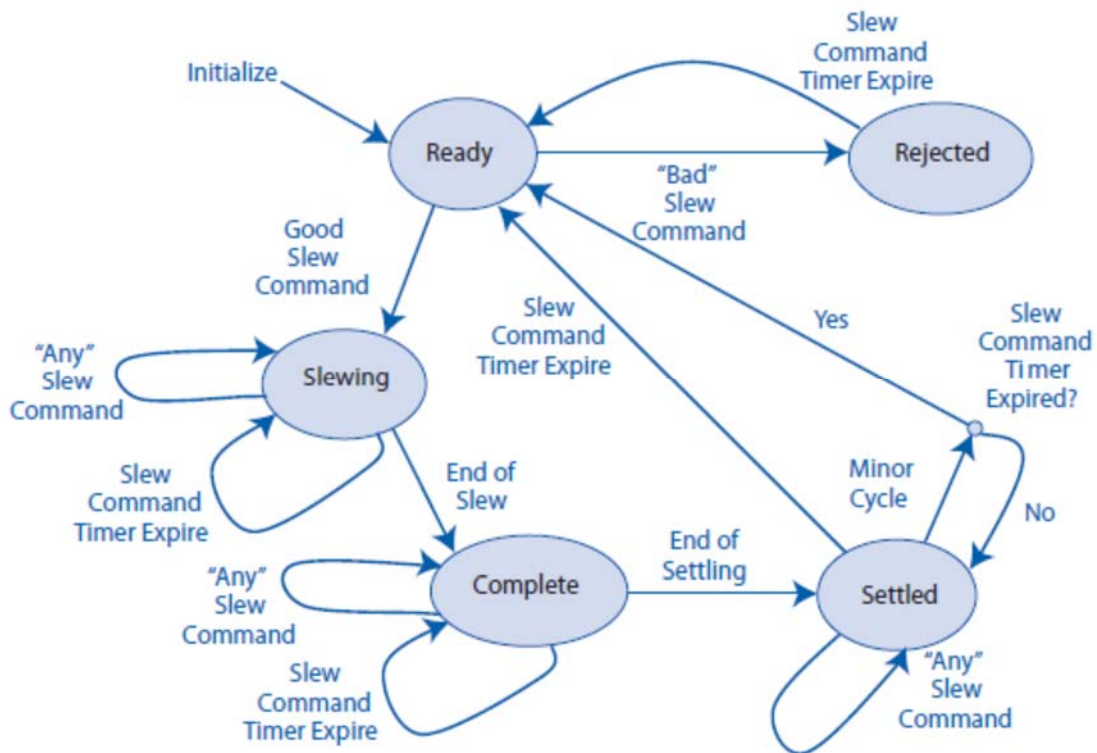 Slew
Command
Timer Expire
Initialize
Ready
Rejected
“Bad”
Slew
Command
Good
Slew
Command
Slew
Command
Timer Expire
Yes
Slew
Command
Timer
Expired?
“Any”
Slew
Command
Slewing
Slew
Command
Timer Expire
End of
Slew
Minor
Cycle
No
“Any”
Slew
Command
Complete
End of
Settling
Settled
Slew
Command
Timer Expire
“Any”
Slew
Command